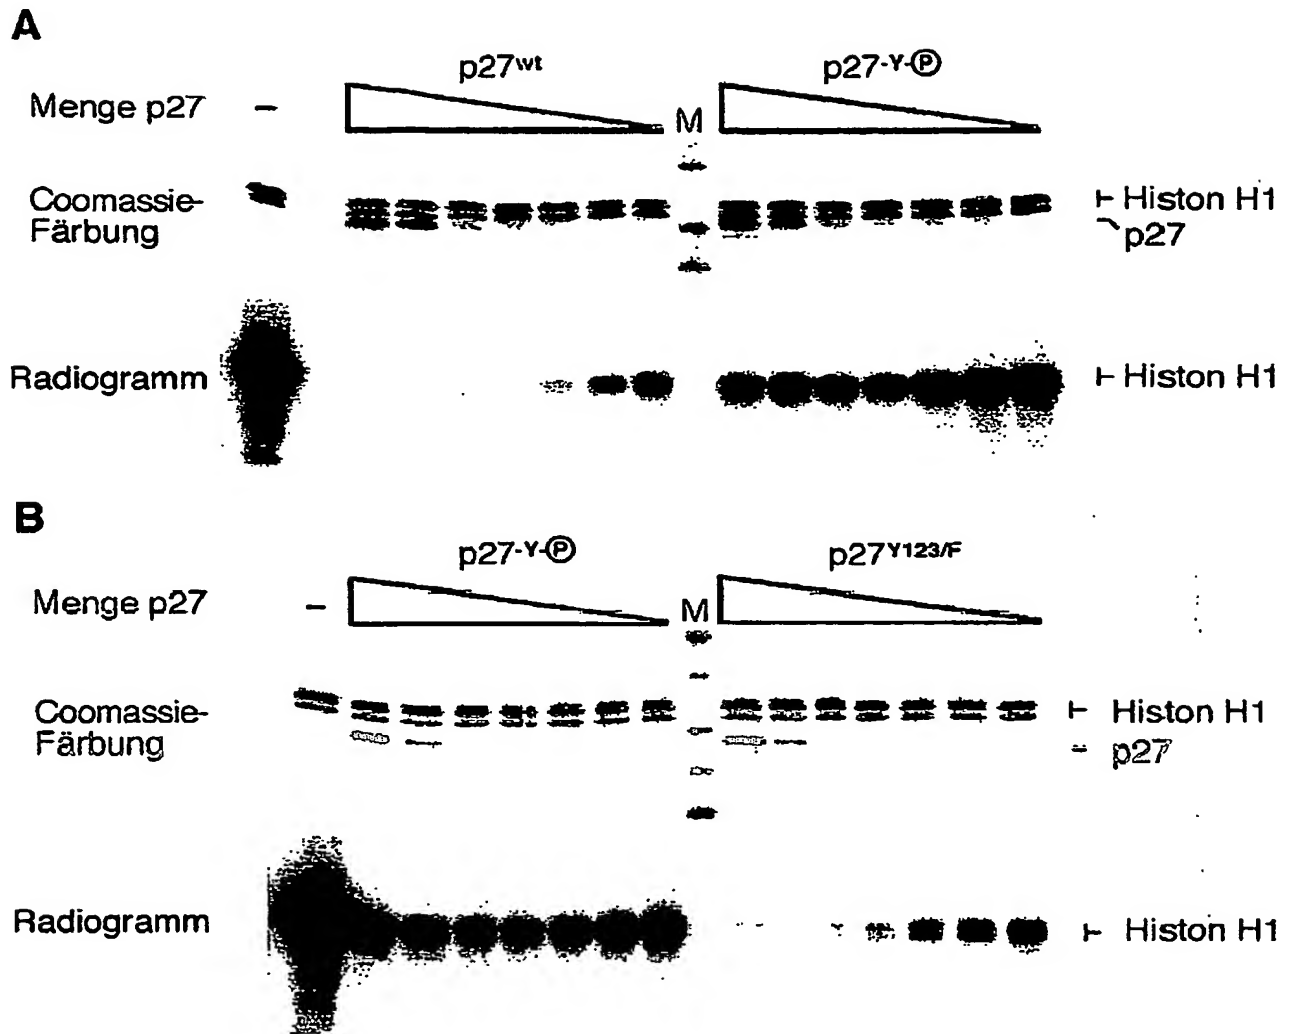 A
p27wt p27-Y-Ⓟ
Menge p27 – M
Coomassie-
Färbung
Histon H1
p27
Radiogramm
Histon H1
B
p27-Y-Ⓟ p27Y123/F
Menge p27 – M
Coomassie-
Färbung
Histon H1
p27
Radiogramm
Histon H1